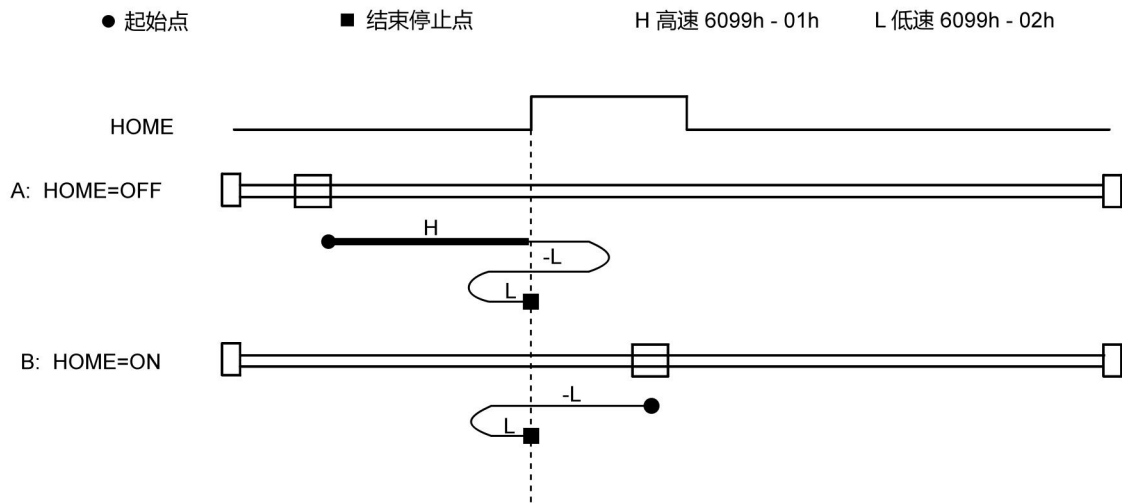 ● 起始点 ■ 结束停止点 H 高速 6099h - 01h L 低速 6099h - 02h
HOME
A: HOME=OFF
H
-L
L
B: HOME=ON
-L
L